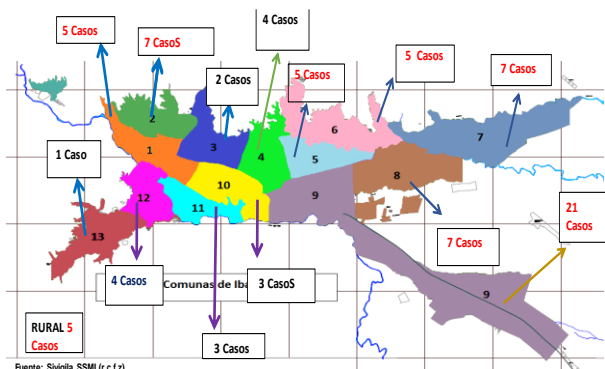 4 Casos
5 Casos
7 CasoS
2 Casos
5 Casos
5 Casos
7 Casos
1 Caso
2
3
1
4
6
5
7
8
12
10
11
9
13
9
21
Casos
7 Casos
4 Casos
Comunas de Iba
3 CasoS
3 Casos
RURAL 5
Casos
Fuente: Sivigila SSMI (r,c,f,z)